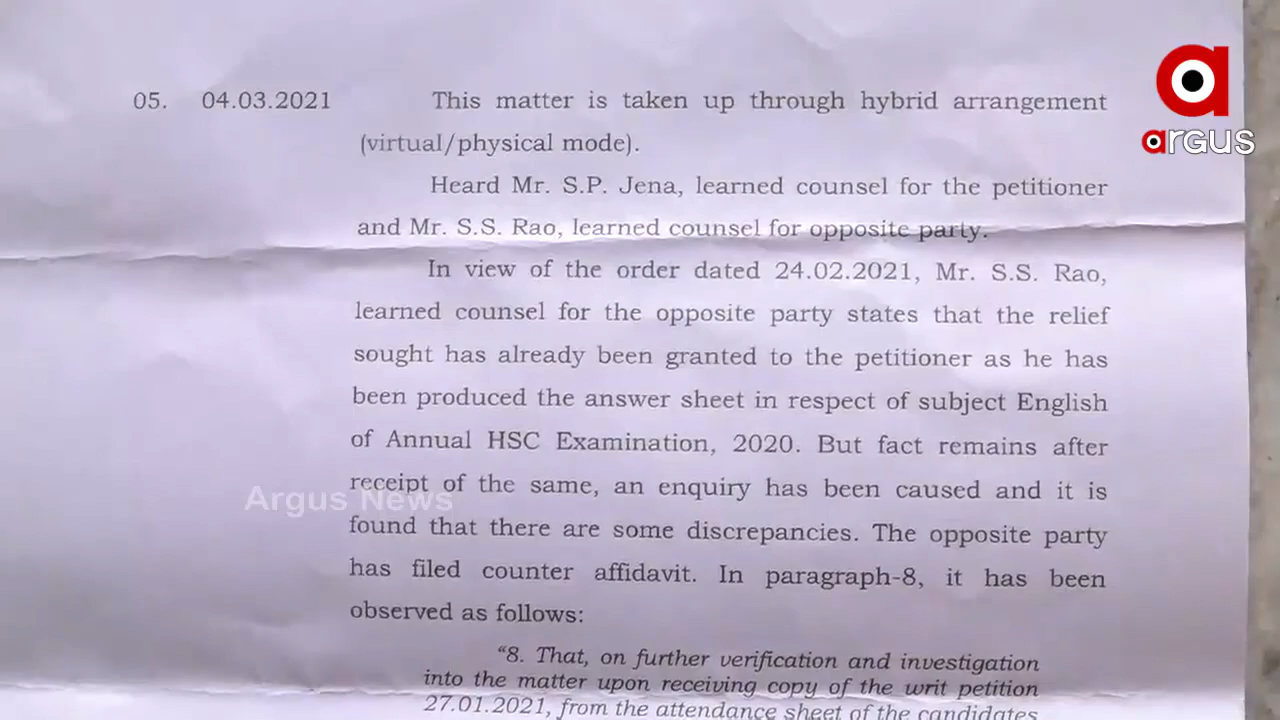 05. 04.03.2021 This matter is taken up through hybrid arrangement
(virtual/physical mode).
Heard Mr. S.P. Jena, learned counsel for the petitioner
and Mr. S.S. Rao, learned counsel for opposite party.
In view of the order dated 24.02.2021, Mr. S.S. Rao,
learned counsel for the opposite party states that the relief
sought has already been granted to the petitioner as he has
been produced the answer sheet in respect of subject English
of Annual HSC Examination, 2020. But fact remains after
receipt of the same, an enquiry has been caused and it is
found that there are some discrepancies. The opposite party
has filed counter affidavit. In paragraph-8, it has been
observed as follows:
"8. That, on further verification and investigation
into the matter upon receiving copy of the writ petition
27.01.2021, from the attendance sheet of the candidates
argus
Argus News